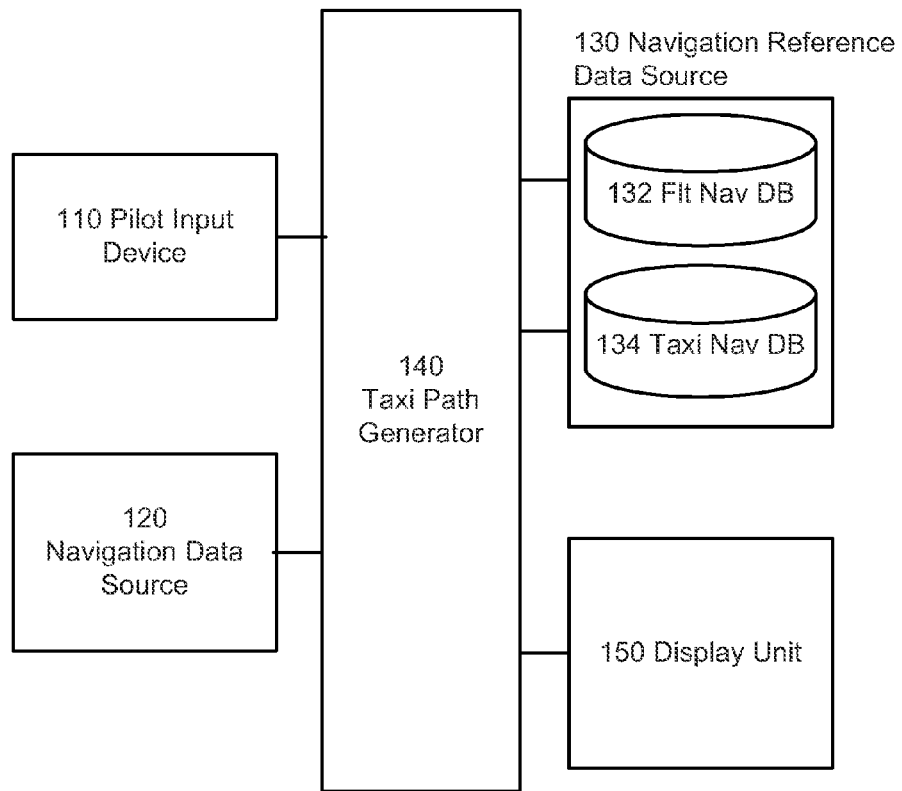 130 Navigation Reference
Data Source
132 Flt Nav DB
110 Pilot Input
Device
134 Taxi Nav DB
140
Taxi Path
Generator
120
Navigation Data
Source
150 Display Unit